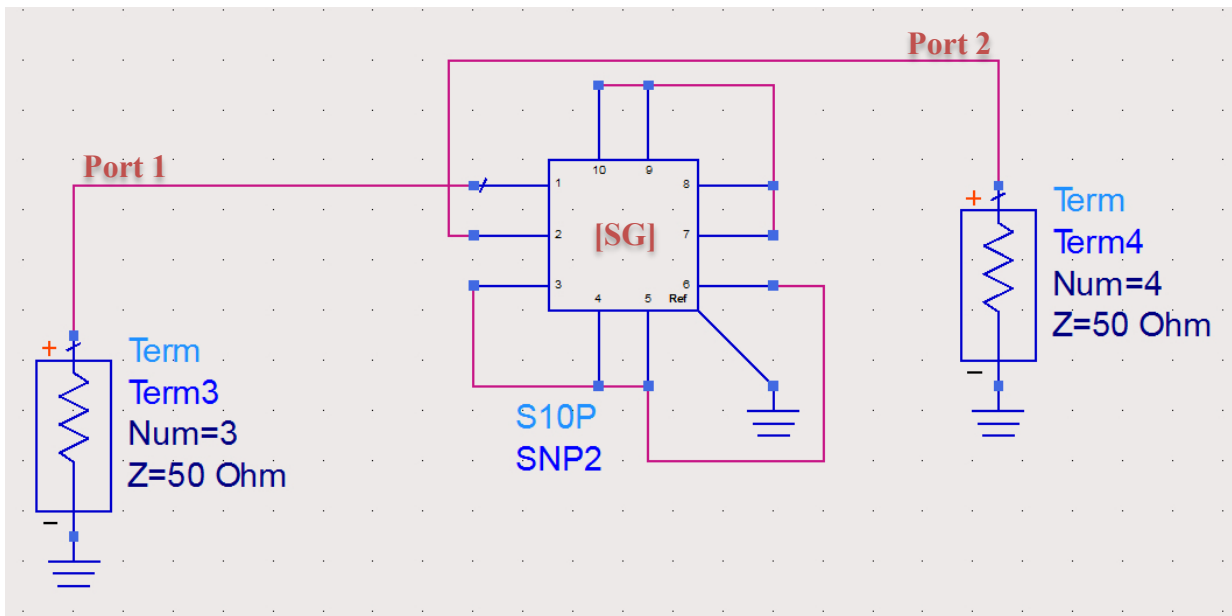 Port 2
Port 1
10 9
1 8
2 [SG] 7
3 6
4 5 Ref
+ Term
Term4
Num=4
Z=50 Ohm
−
+ Term
Term3
Num=3
Z=50 Ohm
−
S10P
SNP2